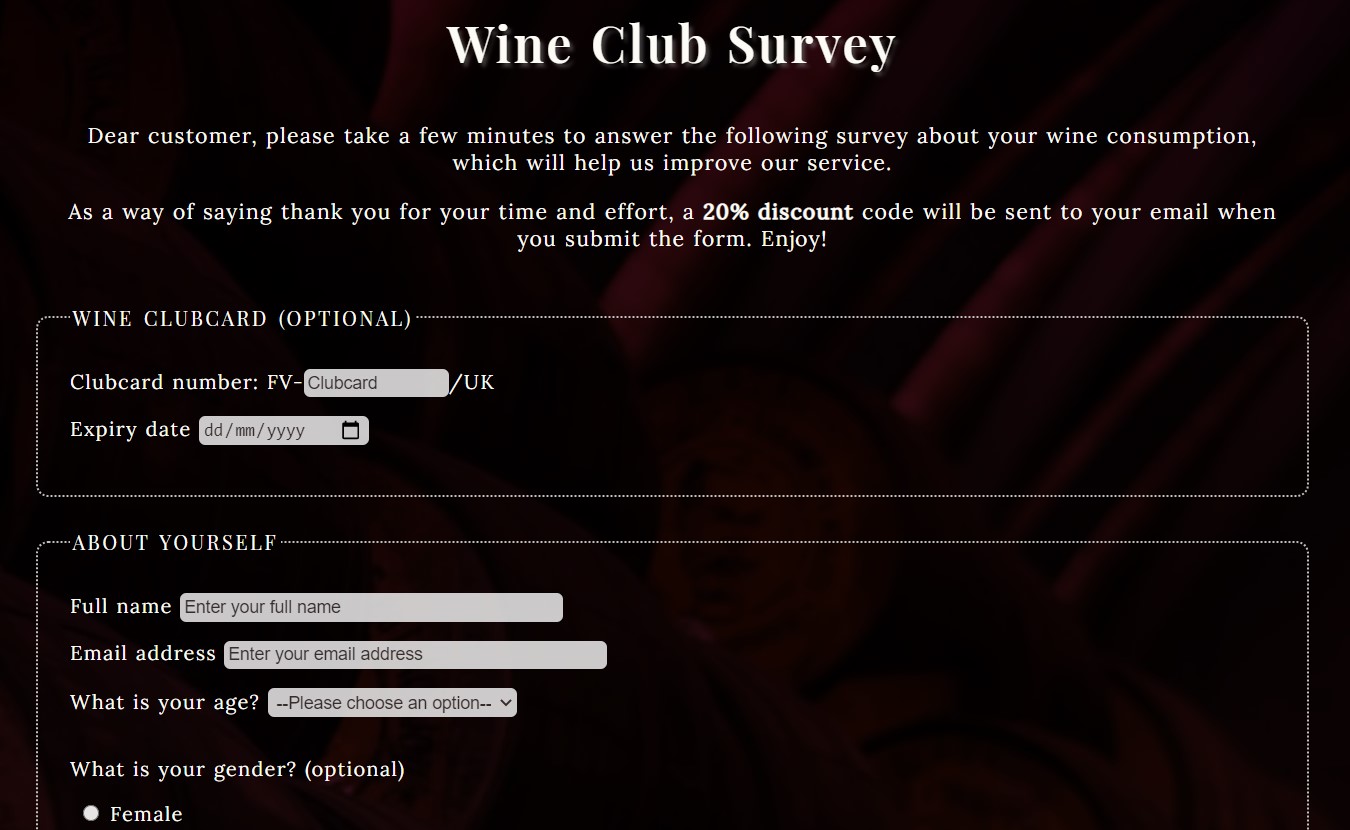 Wine Club Survey
Dear customer, please take a few minutes to answer the following survey about your wine consumption,
which will help us improve our service.
As a way of saying thank you for your time and effort, a 20% discount code will be sent to your email when
you submit the form. Enjoy!
WINE CLUBCARD (OPTIONAL)
Clubcard number: FV-Clubcard/UK
Expiry date dd/mm/yyyy
ABOUT YOURSELF
Full name Enter your full name
Email address Enter your email address
What is your age? --Please choose an option--
What is your gender? (optional)
Female